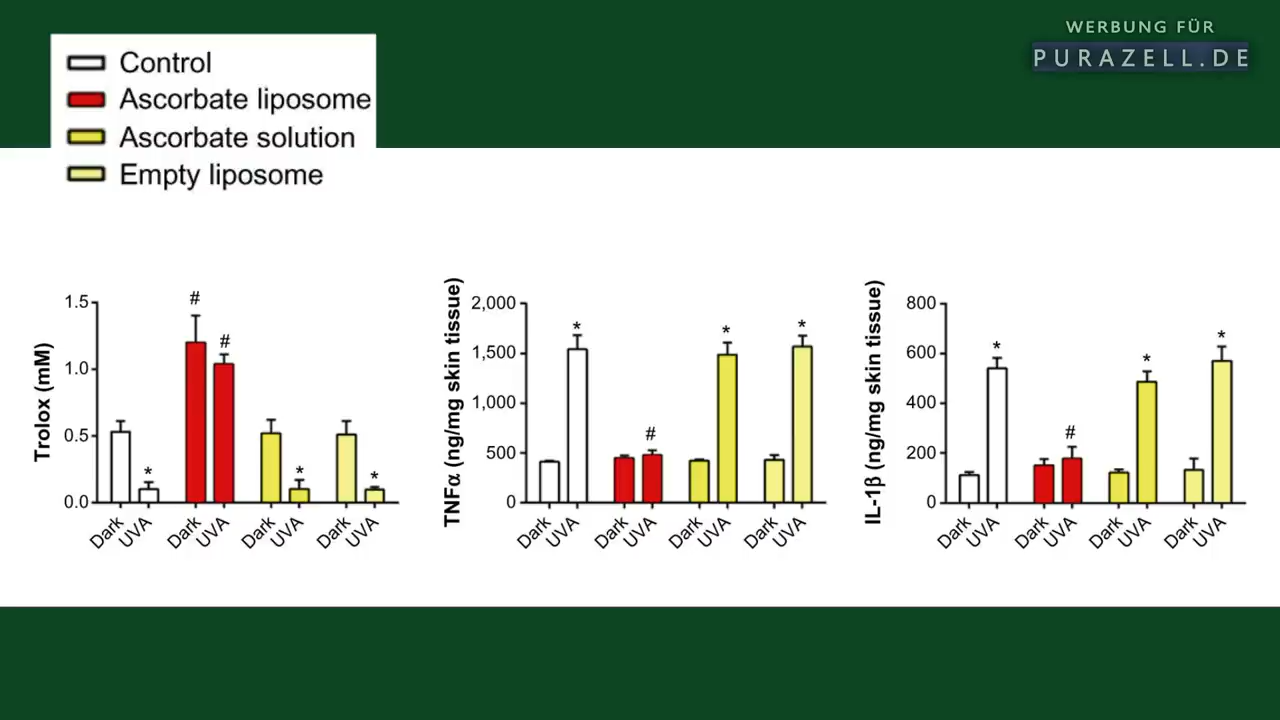 WERBUNG FÜR
PURAZELL.DE
Control
Ascorbate liposome
Ascorbate solution
Empty liposome
Trolox (mM)
1.5
1.0
0.5
0.0
# # * * *
Dark UVA Dark UVA Dark UVA Dark UVA
TNFα (ng/mg skin tissue)
2,000
1,500
1,000
500
0
* # * *
Dark UVA Dark UVA Dark UVA Dark UVA
IL-1β (ng/mg skin tissue)
800
600
400
200
0
* # * *
Dark UVA Dark UVA Dark UVA Dark UVA